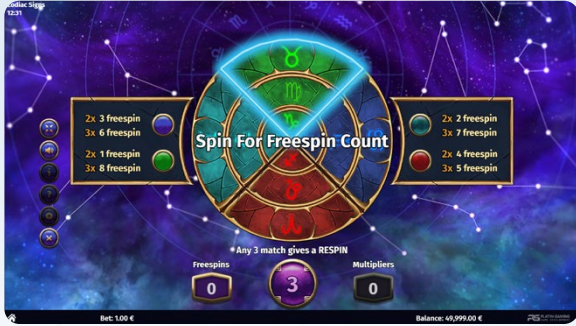 Zodiac Signs
12:31
Spin For Freespin Count
2x 3 freespin
3x 6 freespin
2x 1 freespin
3x 8 freespin
2x 2 freespin
3x 7 freespin
2x 4 freespin
3x 5 freespin
Any 3 match gives a RESPIN
Freespins
0
3
Multipliers
0
Bet: 1.00 €
Balance: 49,999.00 €